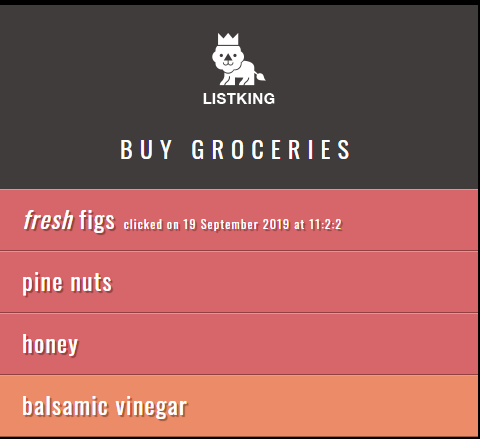 LISTKING
BUY GROCERIES
fresh figs clicked on 19 September 2019 at 11:2:2
pine nuts
honey
balsamic vinegar